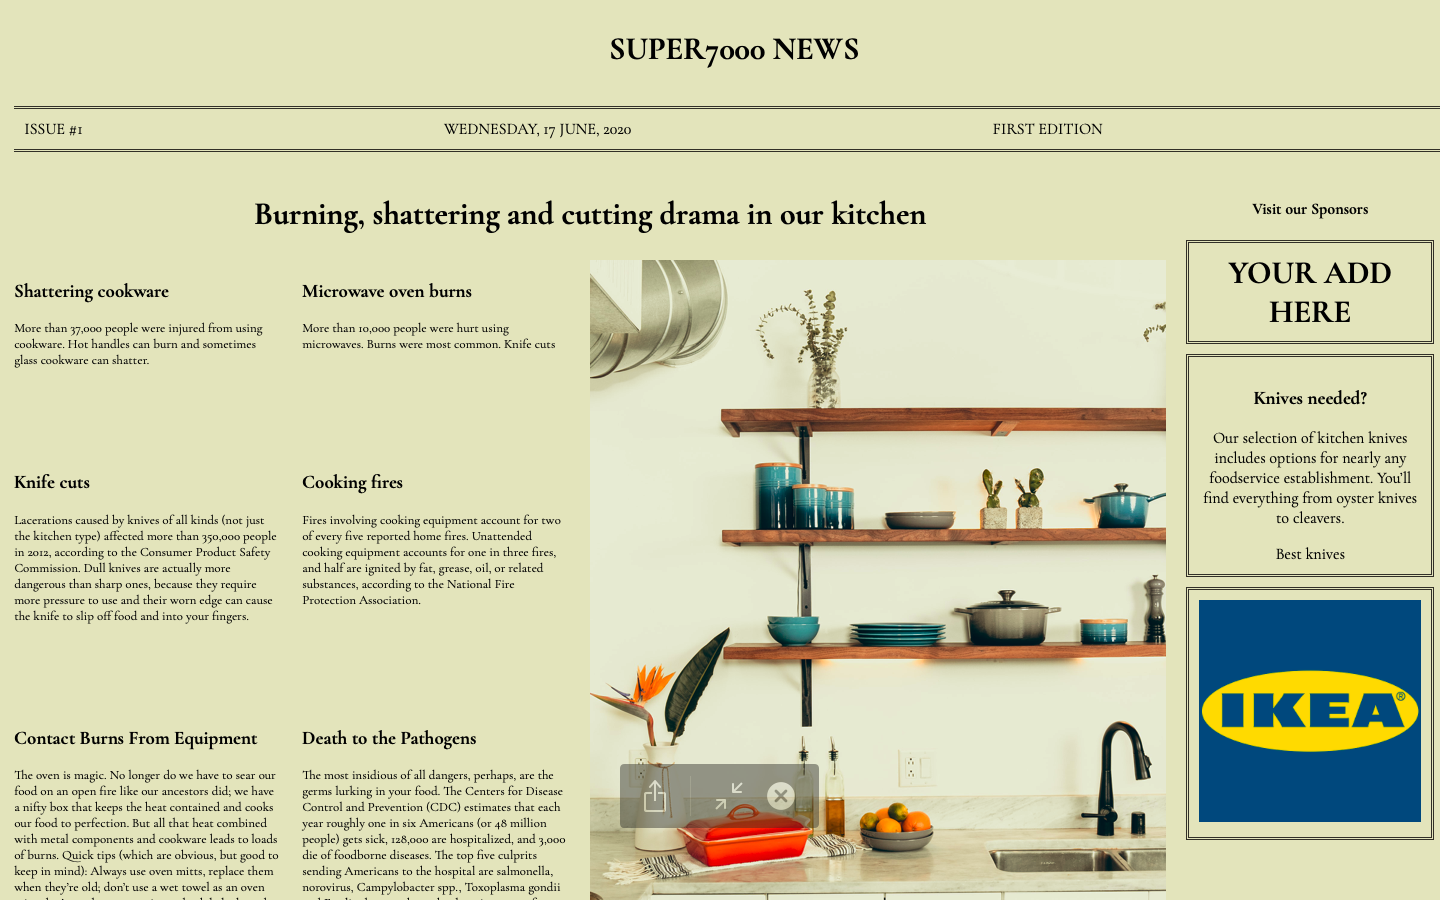 SUPER7000 NEWS
ISSUE #1
WEDNESDAY, 17 JUNE, 2020
FIRST EDITION
Burning, shattering and cutting drama in our kitchen
Shattering cookware
More than 37,000 people were injured from using
cookware. Hot handles can burn and sometimes
glass cookware can shatter.
Microwave oven burns
More than 10,000 people were hurt using
microwaves. Burns were most common. Knife cuts
Knife cuts
Lacerations caused by knives of all kinds (not just
the kitchen type) affected more than 350,000 people
in 2012, according to the Consumer Product Safety
Commission. Dull knives are actually more
dangerous than sharp ones, because they require
more pressure to use and their worn edge can cause
the knife to slip off food and into your fingers.
Cooking fires
Fires involving cooking equipment account for two
of every five reported home fires. Unattended
cooking equipment accounts for one in three fires,
and half are ignited by fat, grease, oil, or related
substances, according to the National Fire
Protection Association.
Contact Burns From Equipment
The oven is magic. No longer do we have to sear our
food on an open fire like our ancestors did; we have
a nifty box that keeps the heat contained and cooks
our food to perfection. But all that heat combined
with metal components and cookware leads to loads
of burns. Quick tips (which are obvious, but good to
keep in mind): Always use oven mitts, replace them
when they're old; don't use a wet towel as an oven
Death to the Pathogens
The most insidious of all dangers, perhaps, are the
germs lurking in your food. The Centers for Disease
Control and Prevention (CDC) estimates that each
year roughly one in six Americans (or 48 million
people) gets sick, 128,000 are hospitalized, and 3,000
die of foodborne diseases. The top five culprits
sending Americans to the hospital are salmonella,
norovirus, Campylobacter spp., Toxoplasma gondii
Visit our Sponsors
YOUR ADD
HERE
Knives needed?
Our selection of kitchen knives
includes options for nearly any
foodservice establishment. You'll
find everything from oyster knives
to cleavers.
Best knives
IKEA®